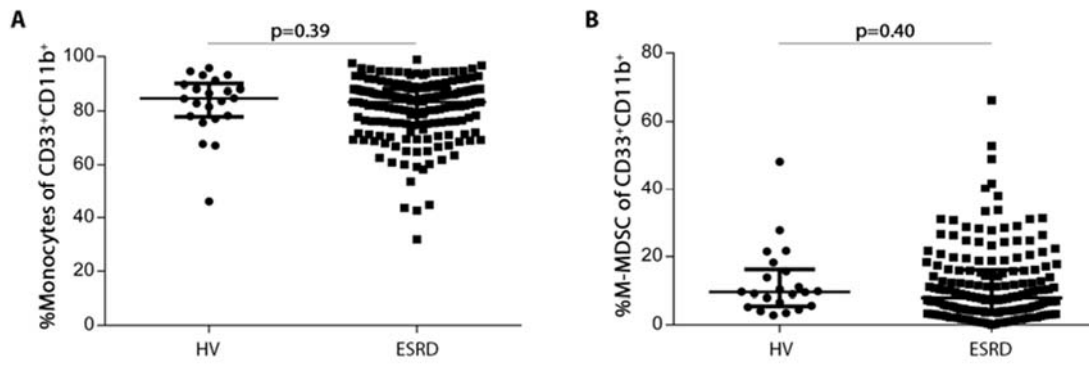 A
p=0.39
%Monocytes of CD33⁺CD11b⁺
100
80
60
40
20
0
HV ESRD
B
p=0.40
%M-MDSC of CD33⁺CD11b⁺
80
60
40
20
0
HV ESRD